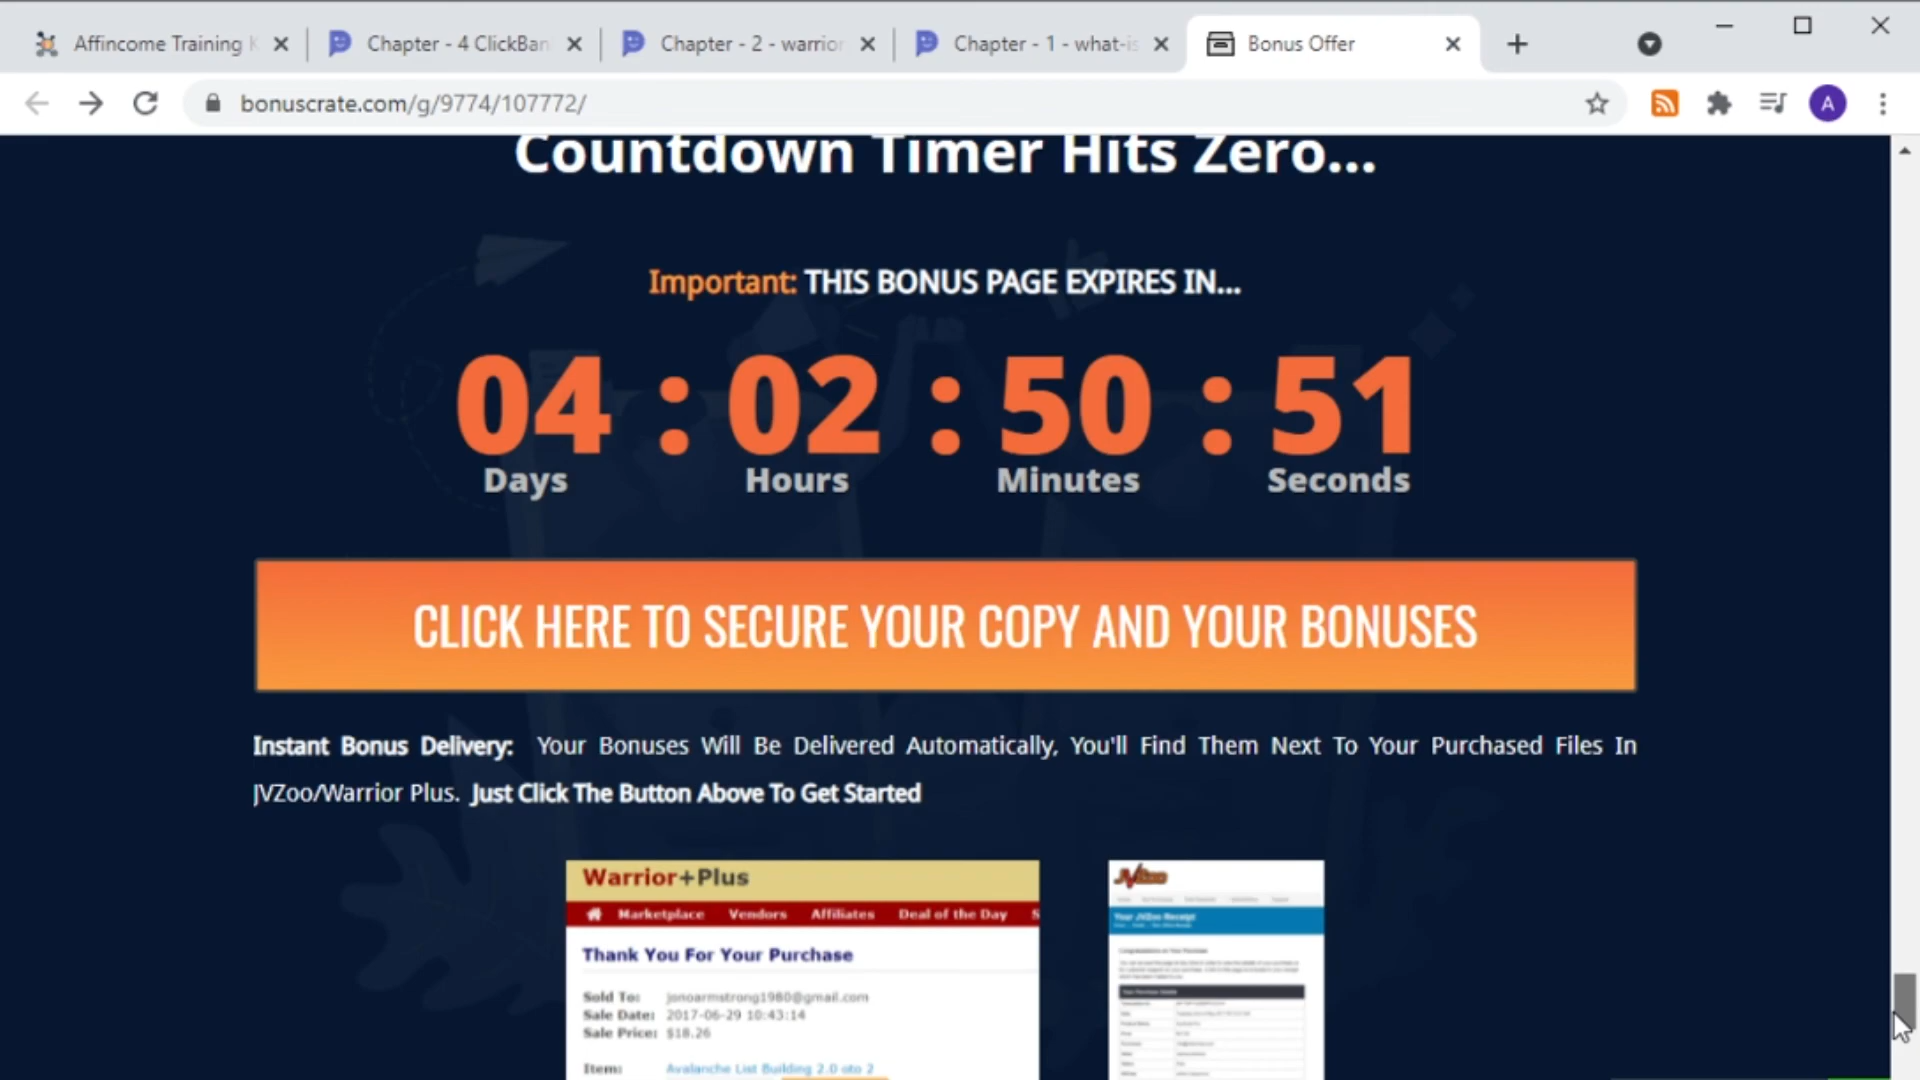 Affincome Training
Chapter - 4 ClickBan
Chapter - 2 - warrior
Chapter - 1 - what-is
Bonus Offer
bonuscrate.com/g/9774/107772/
A
Countdown Timer Hits Zero...
Important: THIS BONUS PAGE EXPIRES IN...
04 : 02 : 50 : 51
Days Hours Minutes Seconds
CLICK HERE TO SECURE YOUR COPY AND YOUR BONUSES
Instant Bonus Delivery: Your Bonuses Will Be Delivered Automatically, You'll Find Them Next To Your Purchased Files In
JVZoo/Warrior Plus. Just Click The Button Above To Get Started
Warrior+Plus
Marketplace Vendors Affiliates Deal of the Day S
Thank You For Your Purchase
Sold To: jonoarmstrong1980@gmail.com
Sale Date: 2017-06-29 10:43:14
Sale Price: $18.26
Item: Avalanche List Building 2.0 oto 2
JVZoo
Your JVZoo Receipt